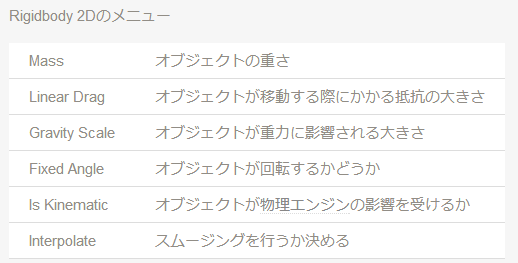 Rigidbody 2Dのメニュー
Mass オブジェクトの重さ
Linear Drag オブジェクトが移動する際にかかる抵抗の大きさ
Gravity Scale オブジェクトが重力に影響される大きさ
Fixed Angle オブジェクトが回転するかどうか
Is Kinematic オブジェクトが物理エンジンの影響を受けるか
Interpolate スムージングを行うか決める